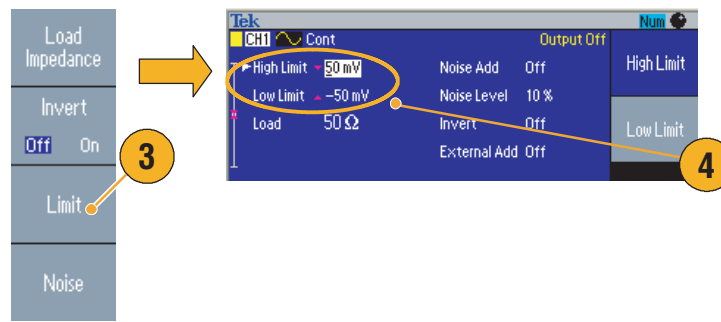 Load
Impedance
Invert
Off On
Limit
Noise
3
Tek
Num
CH1 Cont Output Off
High Limit 50 mV Noise Add Off
Low Limit -50 mV Noise Level 10 %
Load 50 Ω Invert Off
External Add Off
High Limit
Low Limit
4